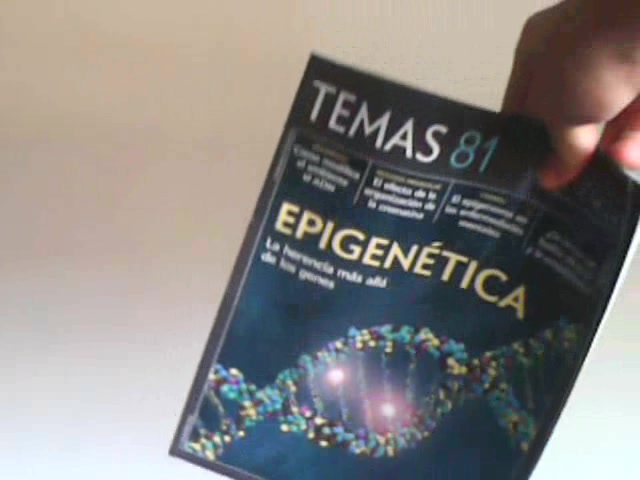 TEMAS 81
Cómo modifica
el ambiente
el ADN
El efecto de la
organización de
la cromatina
El epigenoma en
las enfermedades
mentales
EPIGENÉTICA
La herencia más allá
de los genes